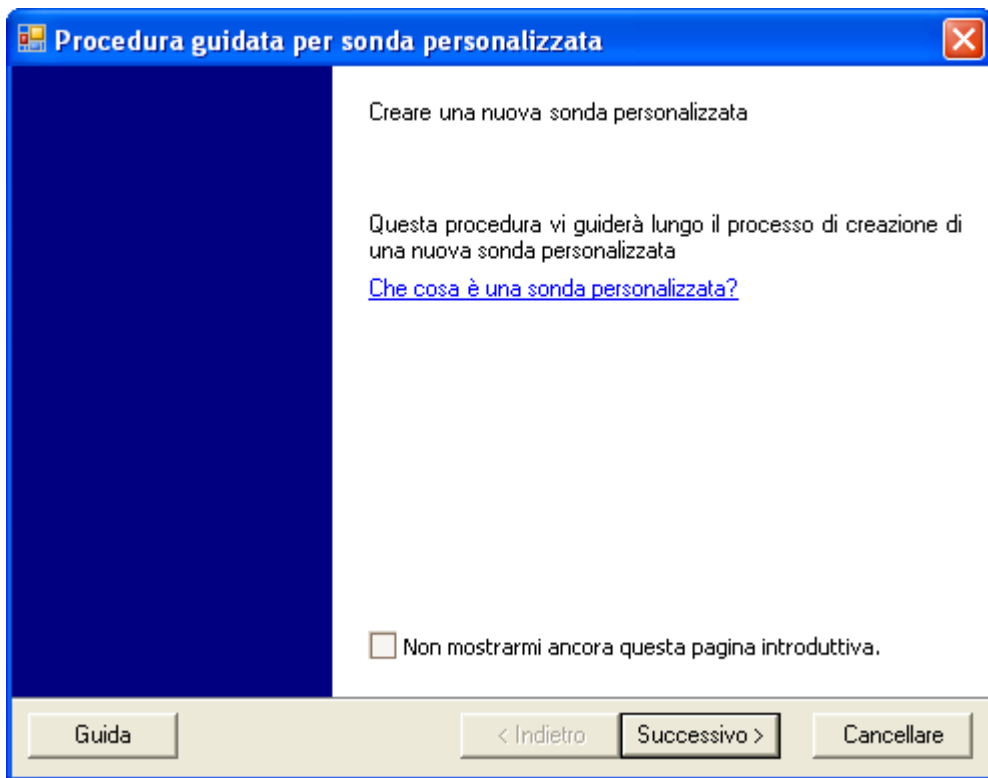 Procedura guidata per sonda personalizzata
Creare una nuova sonda personalizzata
Questa procedura vi guiderà lungo il processo di creazione di
una nuova sonda personalizzata
Che cosa è una sonda personalizzata?
Non mostrarmi ancora questa pagina introduttiva.
Guida
< Indietro
Successivo >
Cancellare